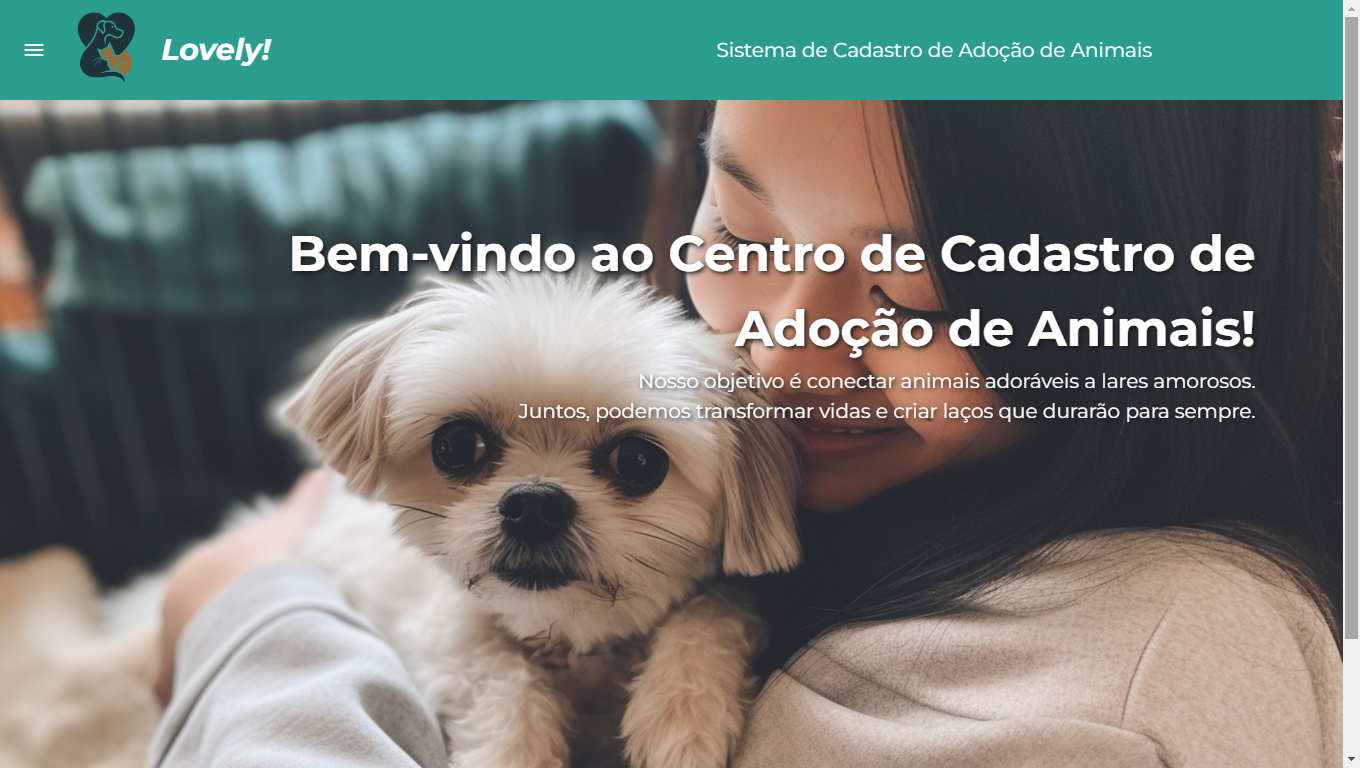 Lovely!
Sistema de Cadastro de Adoção de Animais
Bem-vindo ao Centro de Cadastro de
Adoção de Animais!
Nosso objetivo é conectar animais adoráveis a lares amorosos.
Juntos, podemos transformar vidas e criar laços que durarão para sempre.